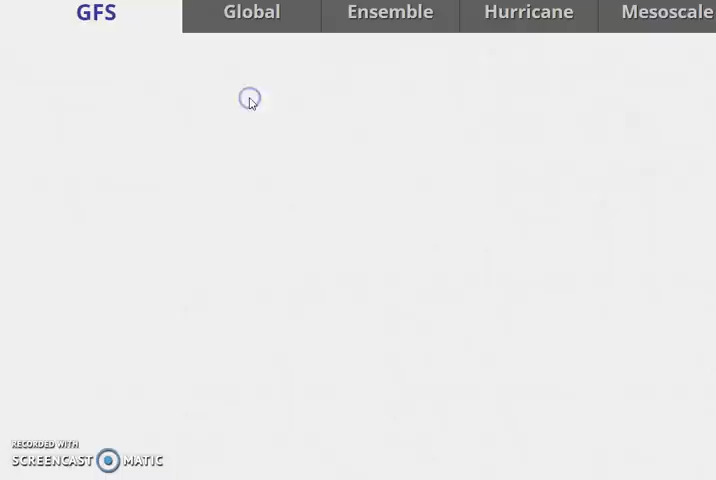 GFS Global Ensemble Hurricane Mesoscale
RECORDED WITH
SCREENCAST MATIC